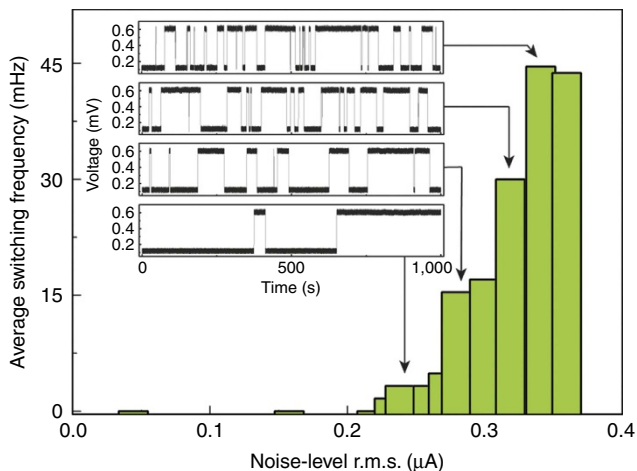 Average switching frequency (mHz)
45
30
15
0
Voltage (mV)
0.6
0.4
0.2
0.6
0.4
0.2
0.6
0.4
0.2
0.6
0.4
0.2
0 500 1,000
Time (s)
0.0 0.1 0.2 0.3 0.4
Noise-level r.m.s. (μA)